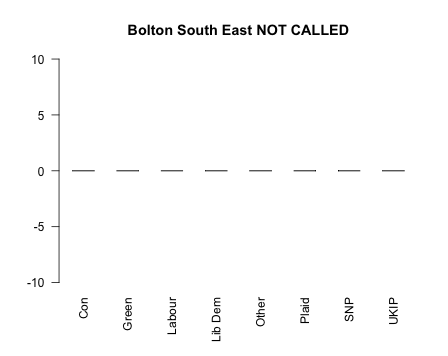 Bolton South East NOT CALLED
10
5
0
-5
-10
Con
Green
Labour
Lib Dem
Other
Plaid
SNP
UKIP